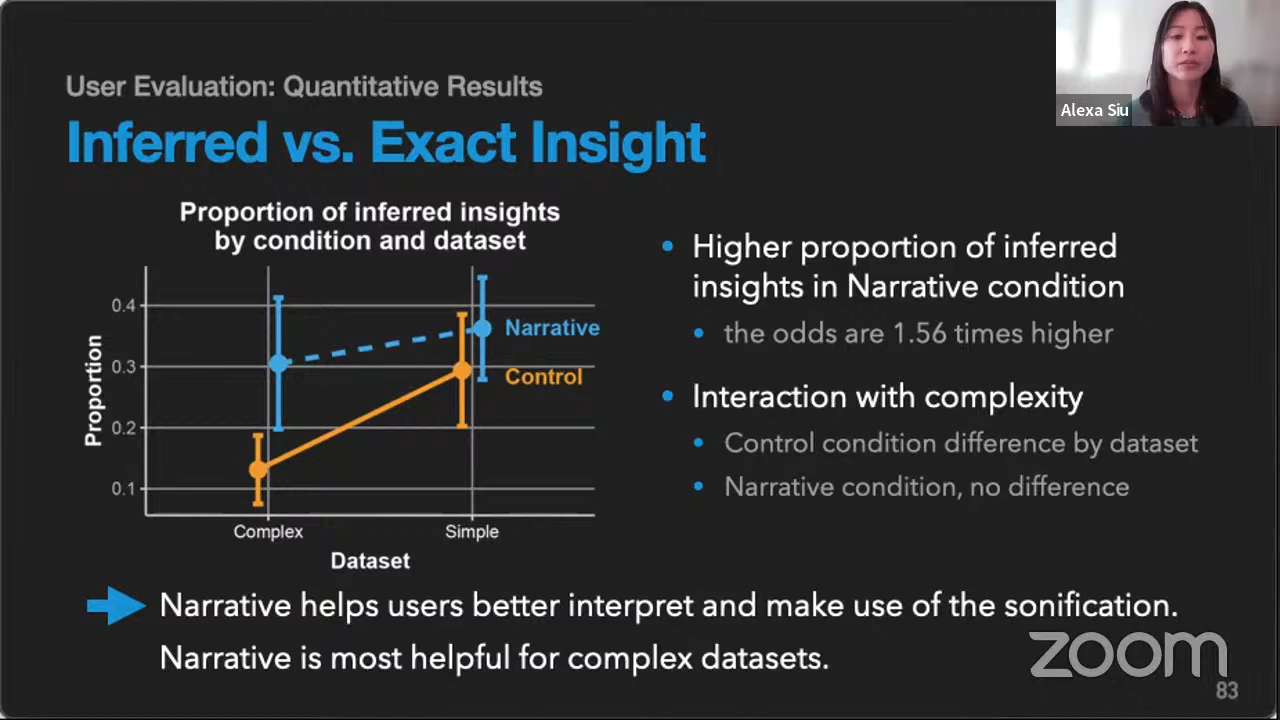 Alexa Siu
User Evaluation: Quantitative Results
Inferred vs. Exact Insight
Proportion of inferred insights
by condition and dataset
Proportion
0.4
0.3
0.2
0.1
Narrative
Control
Complex
Simple
Dataset
• Higher proportion of inferred
insights in Narrative condition
• the odds are 1.56 times higher
• Interaction with complexity
• Control condition difference by dataset
• Narrative condition, no difference
Narrative helps users better interpret and make use of the sonification.
Narrative is most helpful for complex datasets.
zoom
83